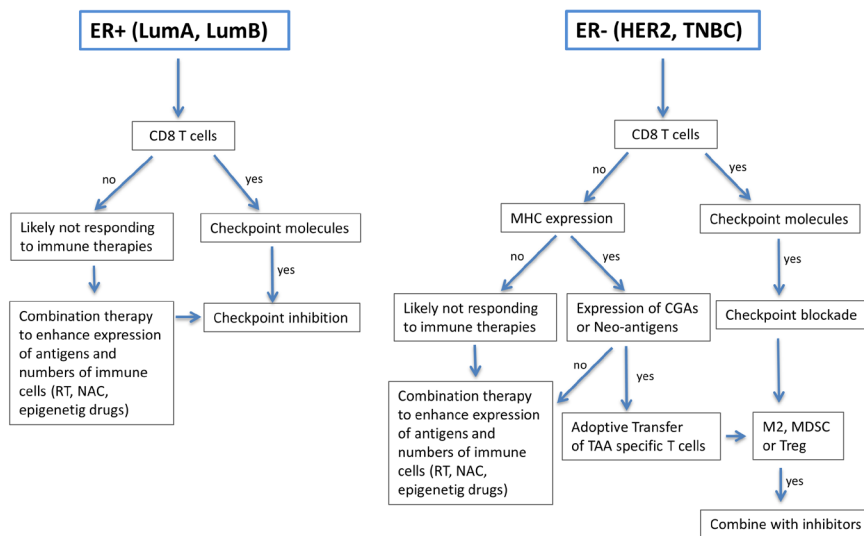 ER+ (LumA, LumB)
CD8 T cells
no
yes
Likely not responding
to immune therapies
Checkpoint molecules
yes
Combination therapy
to enhance expression
of antigens and
numbers of immune
cells (RT, NAC,
epigenetig drugs)
Checkpoint inhibition
ER- (HER2, TNBC)
CD8 T cells
no
yes
MHC expression
Checkpoint molecules
no
yes
yes
Likely not responding
to immune therapies
Expression of CGAs
or Neo-antigens
Checkpoint blockade
no
yes
Combination therapy
to enhance expression
of antigens and
numbers of immune
cells (RT, NAC,
epigenetig drugs)
Adoptive Transfer
of TAA specific T cells
M2, MDSC
or Treg
yes
Combine with inhibitors